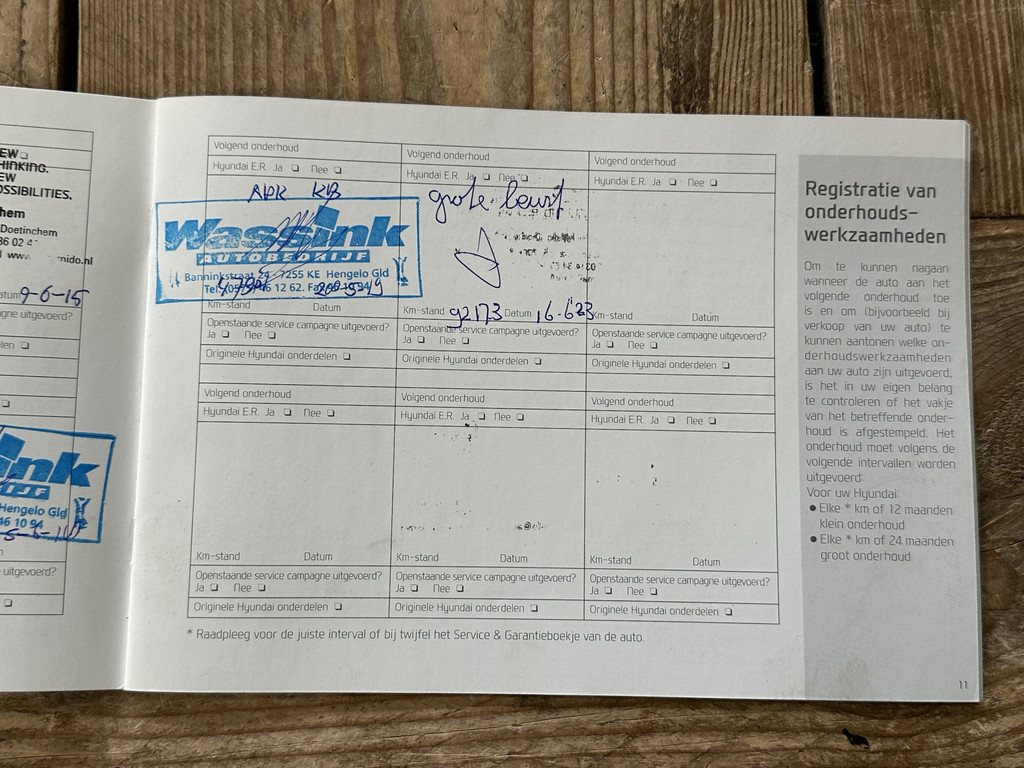 EW
HINKING.
EW
OSSIBILITIES.
hem
Doetinchem
86 02
www. mido.nl
atum 9-6-15
agne uitgevoerd?
len
ink
IJF
Hengelo Gld
46 10 94
uitgevoerd?
Volgend onderhoud
Hyundai E.R. Ja Nee
APK KB
Wassink
AUTOBEDRIJF
Banninkstraat 24 7255 KE Hengelo Gld
Km-stand Datum
Openstaande service campagne uitgevoerd?
Ja Nee
Originele Hyundai onderdelen
Volgend onderhoud
Hyundai E.R. Ja Nee
grote beurt
Km-stand 92173 Datum 16-6-23
Openstaande service campagne uitgevoerd?
Ja Nee
Originele Hyundai onderdelen
Volgend onderhoud
Hyundai E.R. Ja Nee
Km-stand Datum
Openstaande service campagne uitgevoerd?
Ja Nee
Originele Hyundai onderdelen
Volgend onderhoud
Hyundai E.R. Ja Nee
Km-stand Datum
Openstaande service campagne uitgevoerd?
Ja Nee
Originele Hyundai onderdelen
Volgend onderhoud
Hyundai E.R. Ja Nee
Km-stand Datum
Openstaande service campagne uitgevoerd?
Ja Nee
Originele Hyundai onderdelen
Volgend onderhoud
Hyundai E.R. Ja Nee
Km-stand Datum
Openstaande service campagne uitgevoerd?
Ja Nee
Originele Hyundai onderdelen
* Raadpleeg voor de juiste interval of bij twijfel het Service & Garantieboekje van de auto.
Registratie van
onderhouds-
werkzaamheden
Om te kunnen nagaan
wanneer de auto aan het
volgende onderhoud toe
is en om (bijvoorbeeld bij
verkoop van uw auto) te
kunnen aantonen welke on-
derhoudswerkzaamheden
aan uw auto zijn uitgevoerd,
is het in uw eigen belang
te controleren of het vakje
van het betreffende onder-
houd is afgestempeld. Het
onderhoud moet volgens de
volgende intervallen worden
uitgevoerd:
Voor uw Hyundai:
● Elke * km of 12 maanden
klein onderhoud
● Elke * km of 24 maanden
groot onderhoud
11